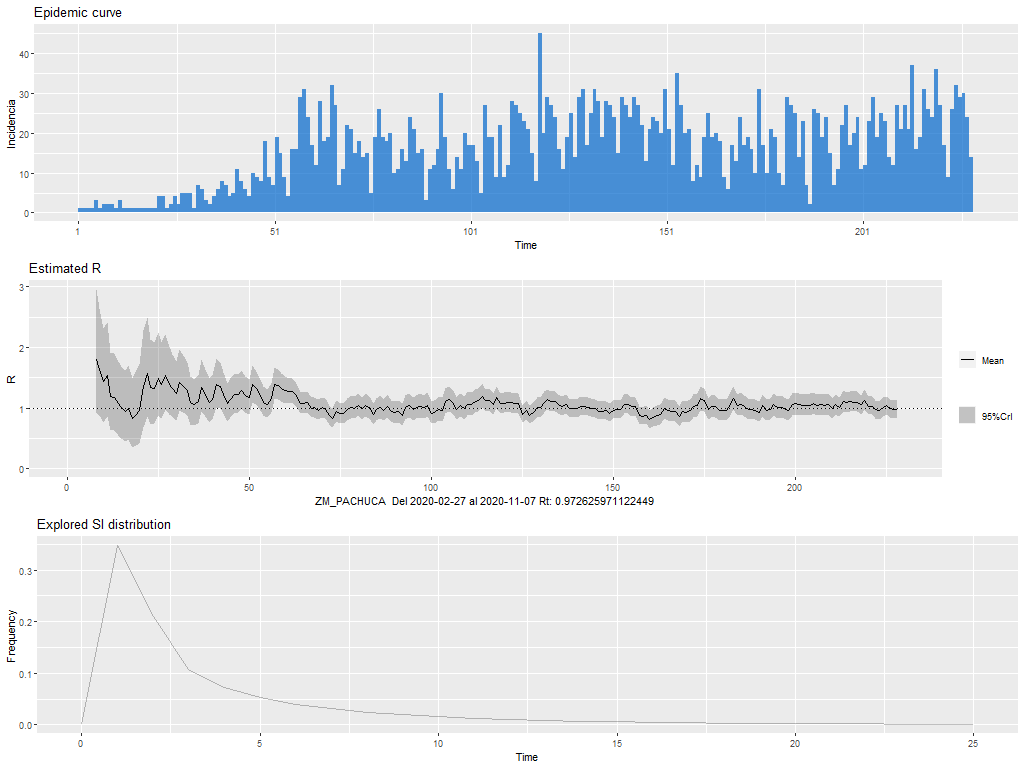 Epidemic curve
Incidencia
40
30
20
10
0
1
51
101
151
201
Time
Estimated R
R
3
2
1
0
0
50
100
150
200
Mean
95%CrI
ZM_PACHUCA Del 2020-02-27 al 2020-11-07 Rt: 0.972625971122449
Explored SI distribution
Frequency
0.3
0.2
0.1
0.0
0
5
10
15
20
25
Time